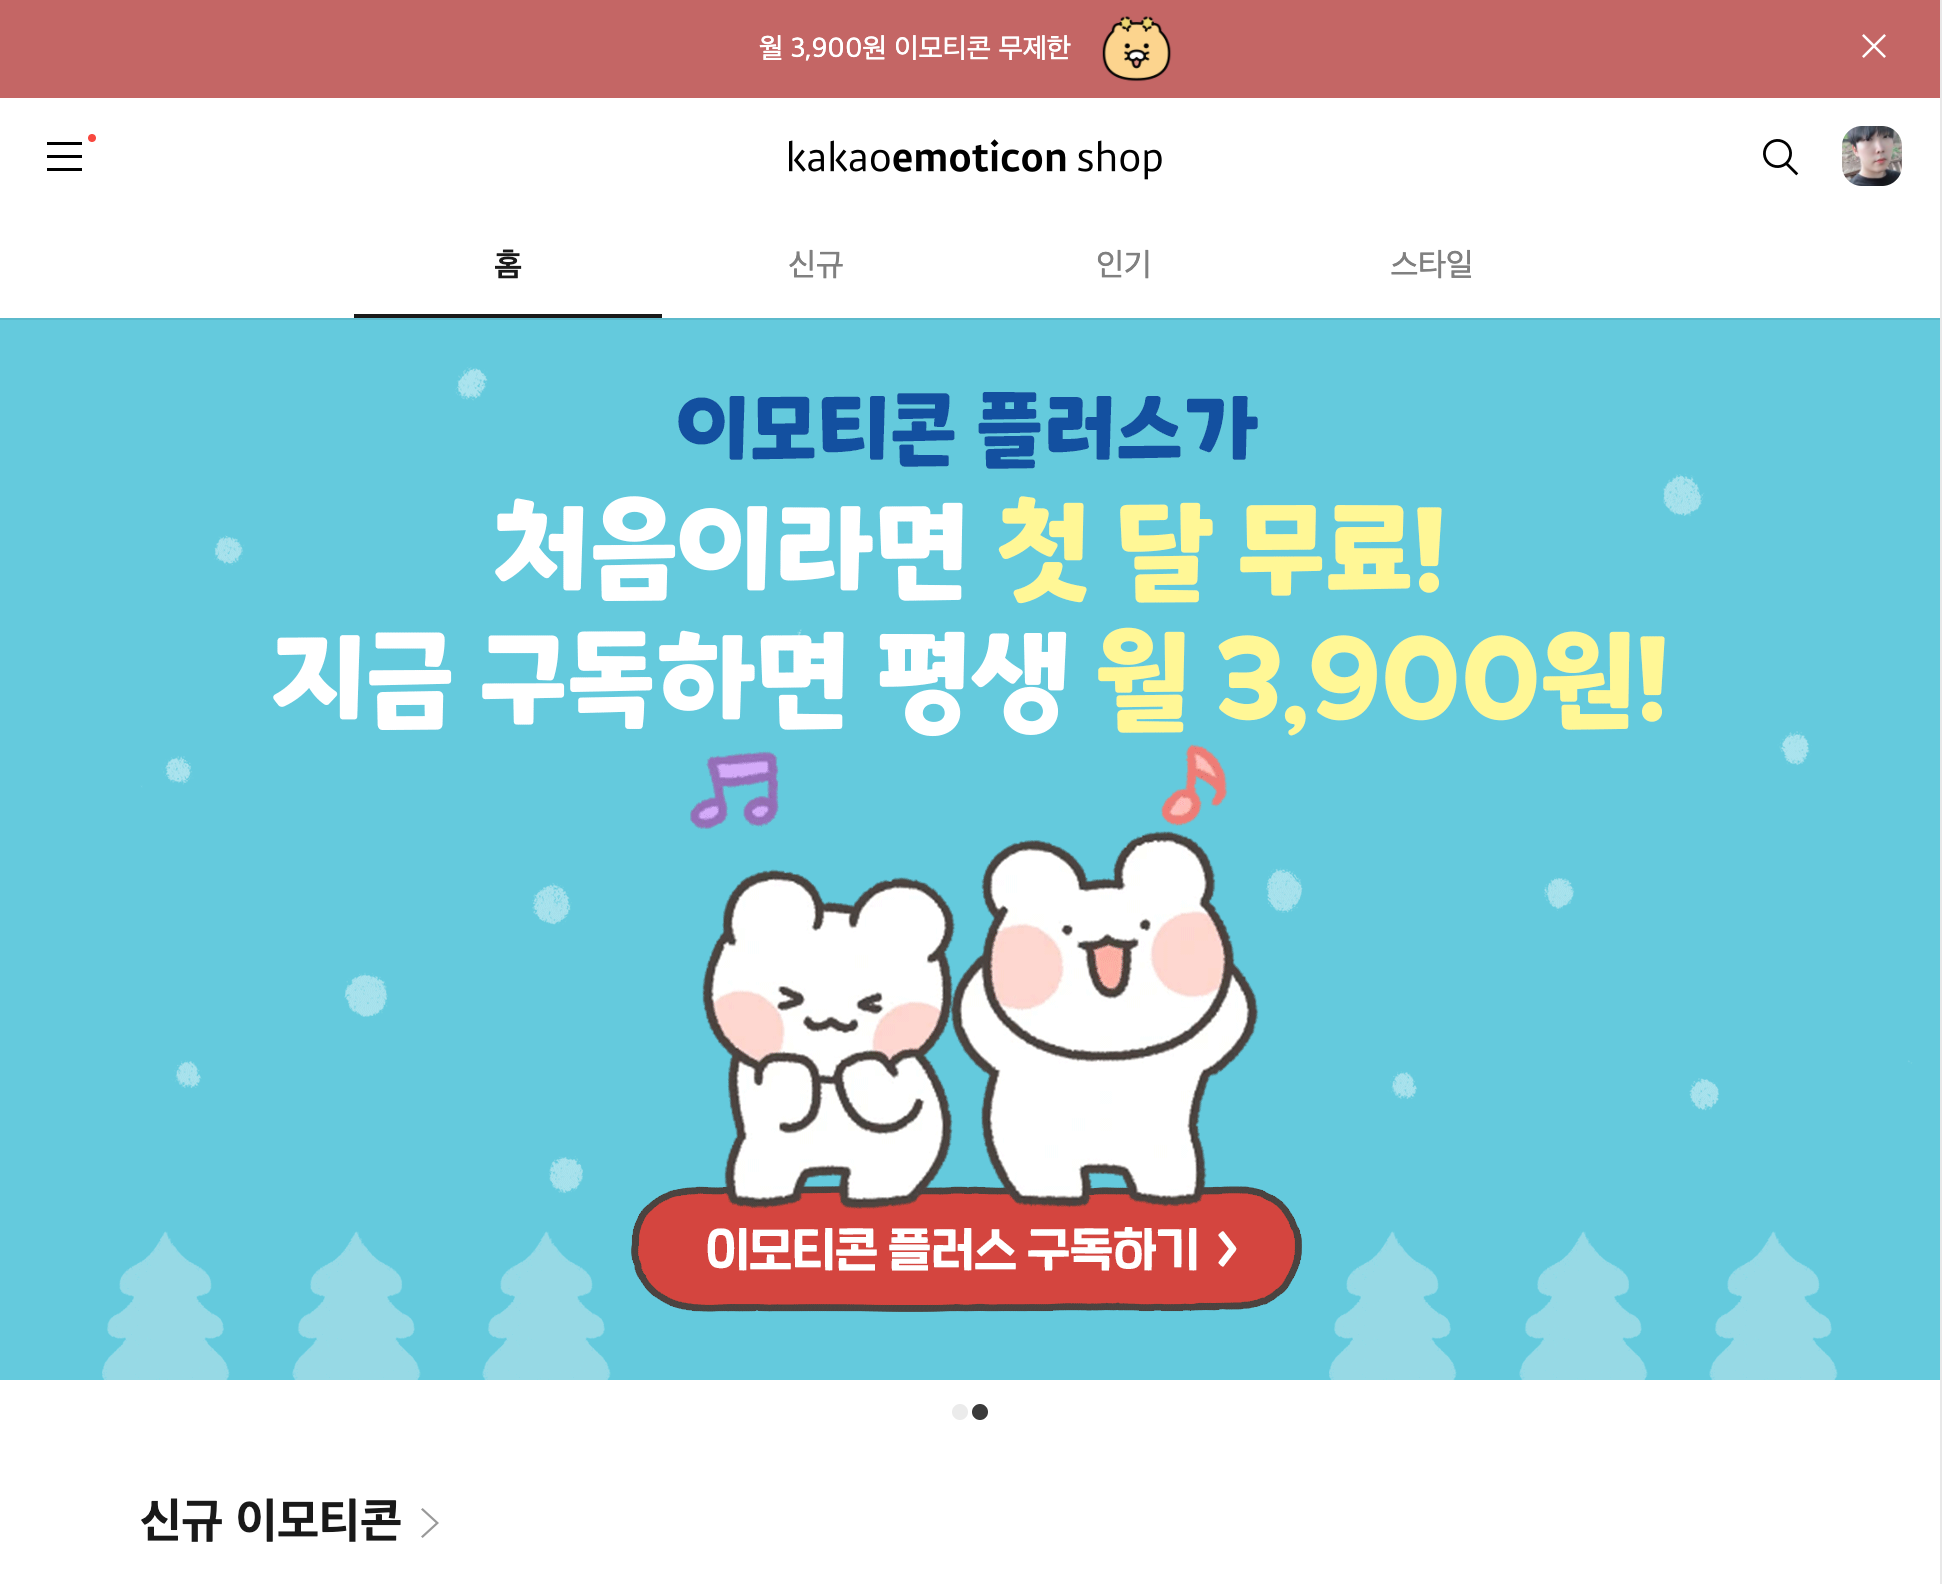 월 3,900원 이모티콘 무제한
kakaoemoticon shop
홈 신규 인기 스타일
이모티콘 플러스가
처음이라면 첫 달 무료!
지금 구독하면 평생 월 3,900원!
이모티콘 플러스 구독하기
신규 이모티콘